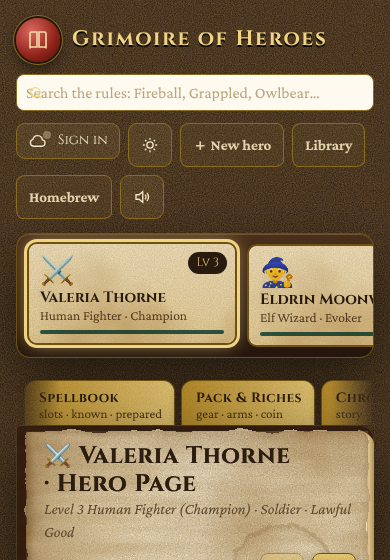 Grimoire of Heroes
Search the rules: Fireball, Grappled, Owlbear...
Sign in
+ New hero
Library
Homebrew
Lv 3
Valeria Thorne
Human Fighter · Champion
Eldrin Moonw
Elf Wizard · Evoker
Spellbook
slots · known · prepared
Pack & Riches
gear · arms · coin
Chro
story
Valeria Thorne
· Hero Page
Level 3 Human Fighter (Champion) · Soldier · Lawful
Good